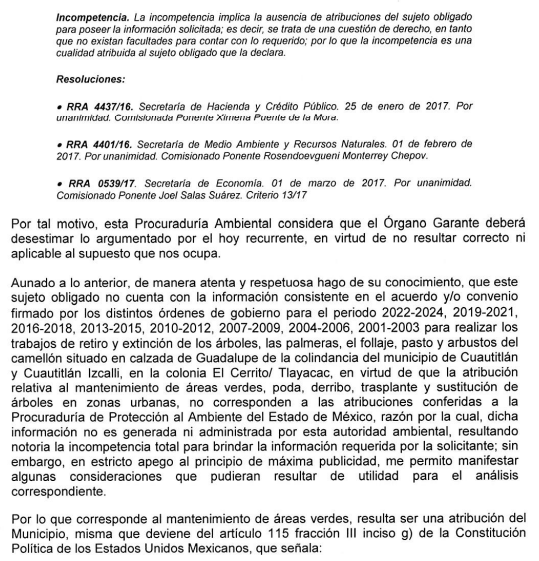 Incompetencia. La incompetencia implica la ausencia de atribuciones del sujeto obligado
para poseer la información solicitada; es decir, se trata de una cuestión de derecho, en tanto
que no existan facultades para contar con lo requerido; por lo que la incompetencia es una
cualidad atribuida al sujeto obligado que la declara.
Resoluciones:
• RRA 4437/16. Secretaría de Hacienda y Crédito Público. 25 de enero de 2017. Por
unanimidad. Comisionada Ponente Ximena Puente de la Mora.
• RRA 4401/16. Secretaría de Medio Ambiente y Recursos Naturales. 01 de febrero de
2017. Por unanimidad. Comisionado Ponente Rosendoevgueni Monterrey Chepov.
• RRA 0539/17. Secretaría de Economía. 01 de marzo de 2017. Por unanimidad.
Comisionado Ponente Joel Salas Suárez. Criterio 13/17
Por tal motivo, esta Procuraduría Ambiental considera que el Órgano Garante deberá
desestimar lo argumentado por el hoy recurrente, en virtud de no resultar correcto ni
aplicable al supuesto que nos ocupa.
Aunado a lo anterior, de manera atenta y respetuosa hago de su conocimiento, que este
sujeto obligado no cuenta con la información consistente en el acuerdo y/o convenio
firmado por los distintos órdenes de gobierno para el periodo 2022-2024, 2019-2021,
2016-2018, 2013-2015, 2010-2012, 2007-2009, 2004-2006, 2001-2003 para realizar los
trabajos de retiro y extinción de los árboles, las palmeras, el follaje, pasto y arbustos del
camellón situado en calzada de Guadalupe de la colindancia del municipio de Cuautitlán
y Cuautitlán Izcalli, en la colonia El Cerrito/ Tlayacac, en virtud de que la atribución
relativa al mantenimiento de áreas verdes, poda, derribo, trasplante y sustitución de
árboles en zonas urbanas, no corresponden a las atribuciones conferidas a la
Procuraduría de Protección al Ambiente del Estado de México, razón por la cual, dicha
información no es generada ni administrada por esta autoridad ambiental, resultando
notoria la incompetencia total para brindar la información requerida por la solicitante; sin
embargo, en estricto apego al principio de máxima publicidad, me permito manifestar
algunas consideraciones que pudieran resultar de utilidad para el análisis
correspondiente.
Por lo que corresponde al mantenimiento de áreas verdes, resulta ser una atribución del
Municipio, misma que deviene del artículo 115 fracción III inciso g) de la Constitución
Política de los Estados Unidos Mexicanos, que señala: